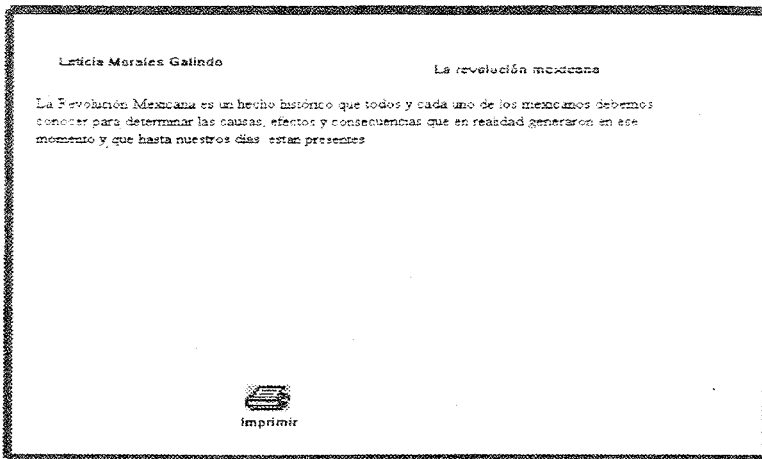 Leticia Morales Galindo
La revolución mexicana
La Revolución Mexicana es un hecho histórico que todos y cada uno de los mexicanos debemos
conocer para determinar las causas, efectos y consecuencias que en realidad generaron en ese
momento y que hasta nuestros días estan presentes
Imprimir